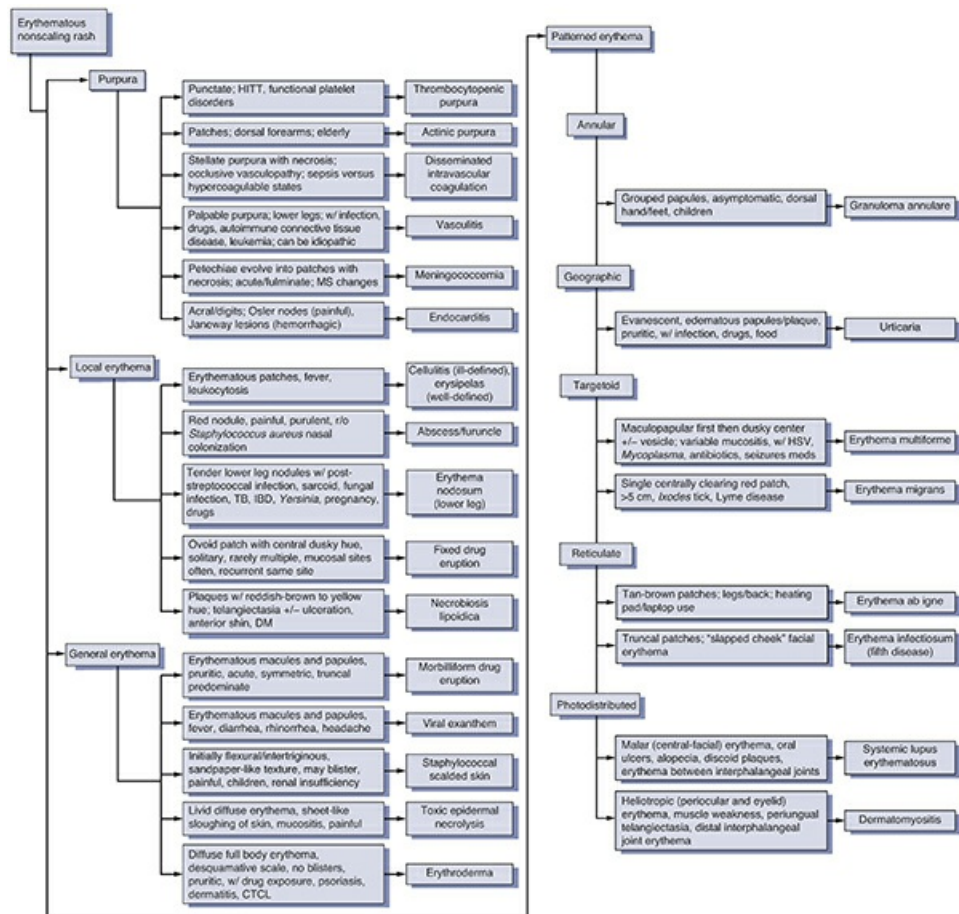 Erythematous
nonscaling rash
Purpura
Punctate; HITT, functional platelet
disorders
Thrombocytopenic
purpura
Patches; dorsal forearms; elderly
Actinic purpura
Stellate purpura with necrosis;
occlusive vasculopathy; sepsis versus
hypercoagulable states
Disseminated
intravascular
coagulation
Palpable purpura; lower legs; w/ infection,
drugs, autoimmune connective tissue
disease, leukemia; can be idiopathic
Vasculitis
Petechiae evolve into patches with
necrosis; acute/fulminate; MS changes
Meningococcemia
Acral/digits; Osler nodes (painful),
Janeway lesions (hemorrhagic)
Endocarditis
Local erythema
Erythematous patches, fever,
leukocytosis
Cellulitis (ill-defined),
erysipelas
(well-defined)
Red nodule, painful, purulent, r/o
Staphylococcus aureus nasal
colonization
Abscess/furuncle
Tender lower leg nodules w/ post-
streptococcal infection, sarcoid, fungal
infection, TB, IBD, Yersinia, pregnancy,
drugs
Erythema
nodosum
(lower leg)
Ovoid patch with central dusky hue,
solitary, rarely multiple, mucosal sites
often, recurrent same site
Fixed drug
eruption
Plaques w/ reddish-brown to yellow
hue; telangiectasia +/– ulceration,
anterior shin, DM
Necrobiosis
lipoidica
General erythema
Erythematous macules and papules,
pruritic, acute, symmetric, truncal
predominate
Morbilliform drug
eruption
Erythematous macules and papules,
fever, diarrhea, rhinorrhea, headache
Viral exanthem
Initially flexural/intertriginous,
sandpaper-like texture, may blister,
painful, children, renal insufficiency
Staphylococcal
scalded skin
Livid diffuse erythema, sheet-like
sloughing of skin, mucositis, painful
Toxic epidermal
necrolysis
Diffuse full body erythema,
desquamative scale, no blisters,
pruritic, w/ drug exposure, psoriasis,
dermatitis, CTCL
Erythroderma
Patterned erythema
Annular
Grouped papules, asymptomatic, dorsal
hand/feet, children
Granuloma annulare
Geographic
Evanescent, edematous papules/plaque,
pruritic, w/ infection, drugs, food
Urticaria
Targetoid
Maculopapular first then dusky center
+/– vesicle; variable mucositis, w/ HSV,
Mycoplasma, antibiotics, seizures meds
Erythema multiforme
Single centrally clearing red patch,
>5 cm, Ixodes tick, Lyme disease
Erythema migrans
Reticulate
Tan-brown patches; legs/back; heating
pad/laptop use
Erythema ab igne
Truncal patches; “slapped cheek” facial
erythema
Erythema infectiosum
(fifth disease)
Photodistributed
Malar (central-facial) erythema, oral
ulcers, alopecia, discoid plaques,
erythema between interphalangeal joints
Systemic lupus
erythematosus
Heliotropic (periocular and eyelid)
erythema, muscle weakness, periungual
telangiectasia, distal interphalangeal
joint erythema
Dermatomyositis